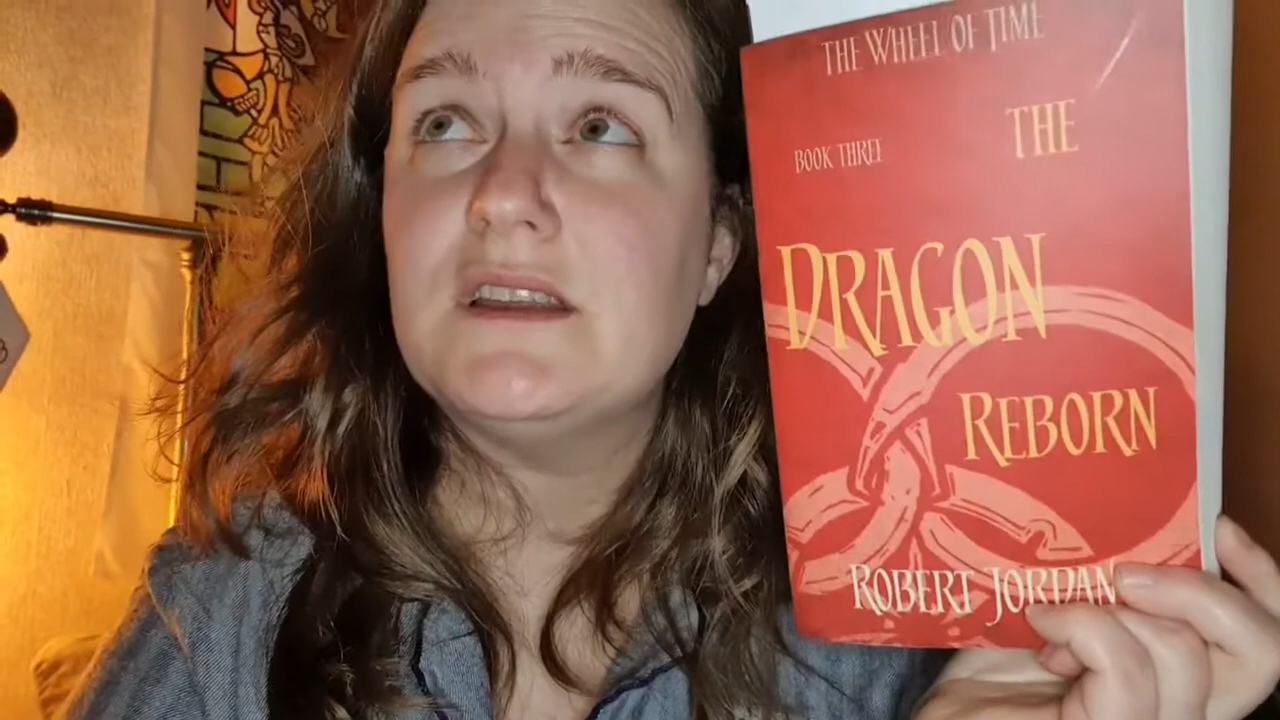 THE WHEEL OF TIME
BOOK THREE
THE
DRAGON
REBORN
ROBERT JORDAN